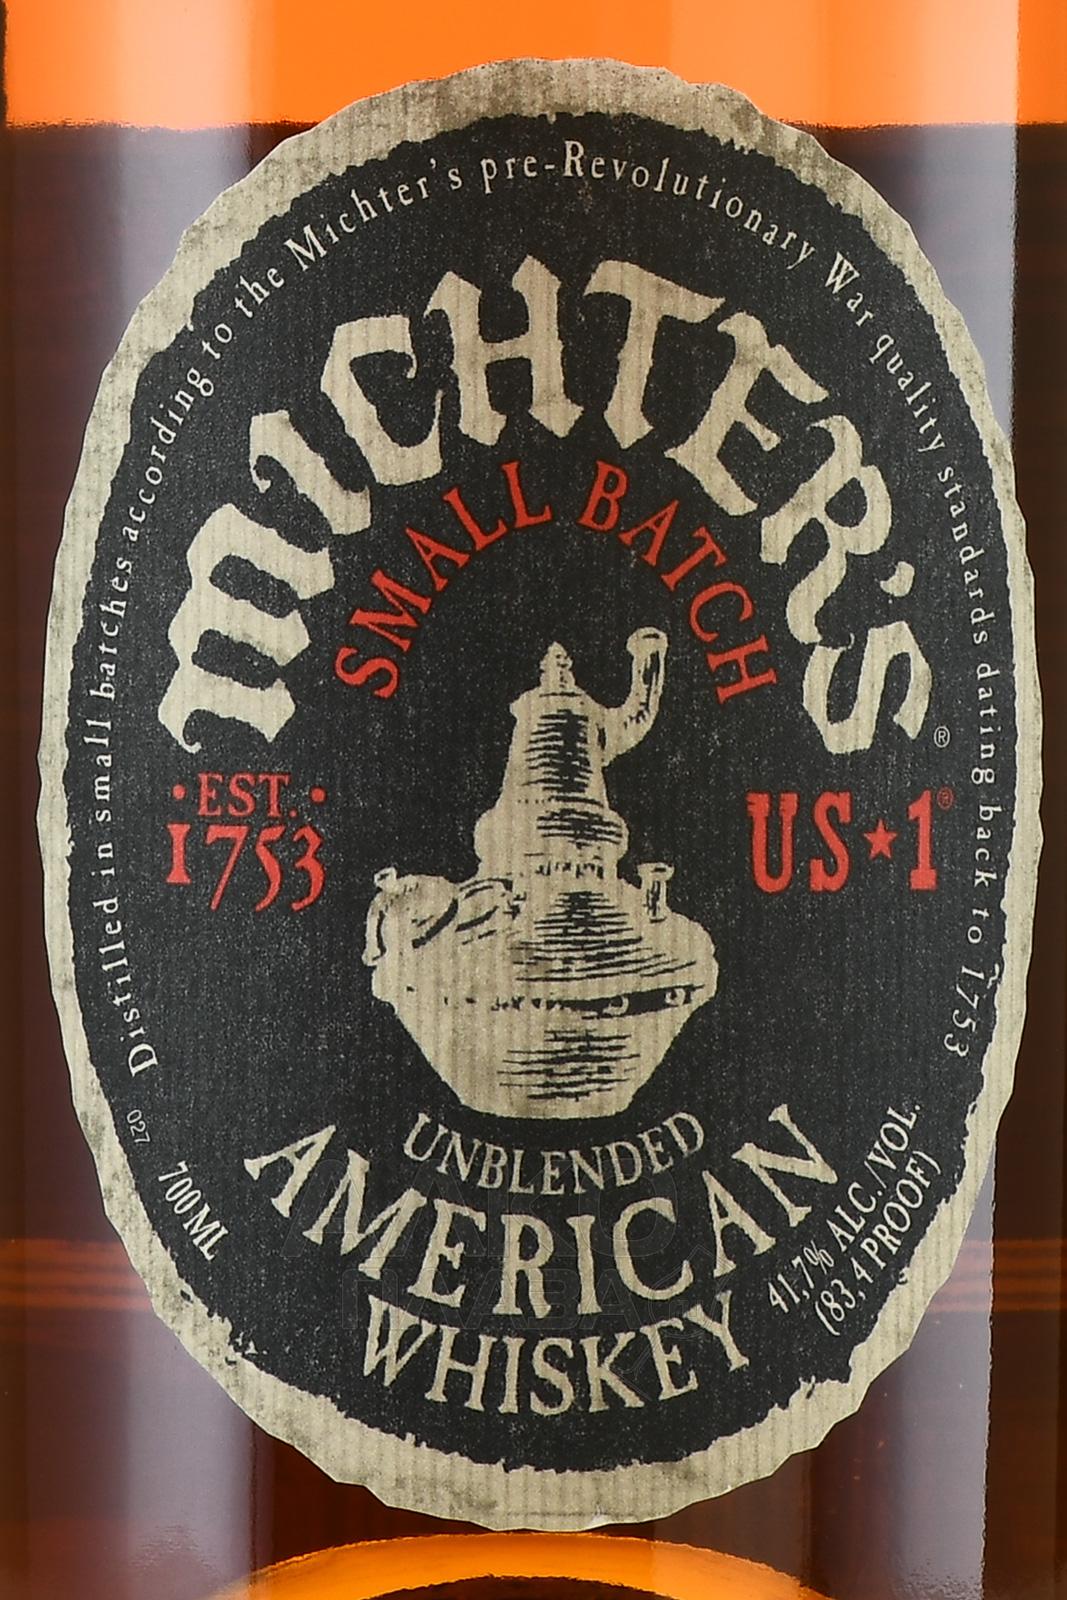 Distilled in small batches according to the Michter's pre-Revolutionary War quality standards dating back to 1753
MICHTER'S®
SMALL BATCH
·EST.·
1753
US★1®
UNBLENDED
AMERICAN
WHISKEY
027
700ML
41,7% ALC./VOL.
(83,4 PROOF)